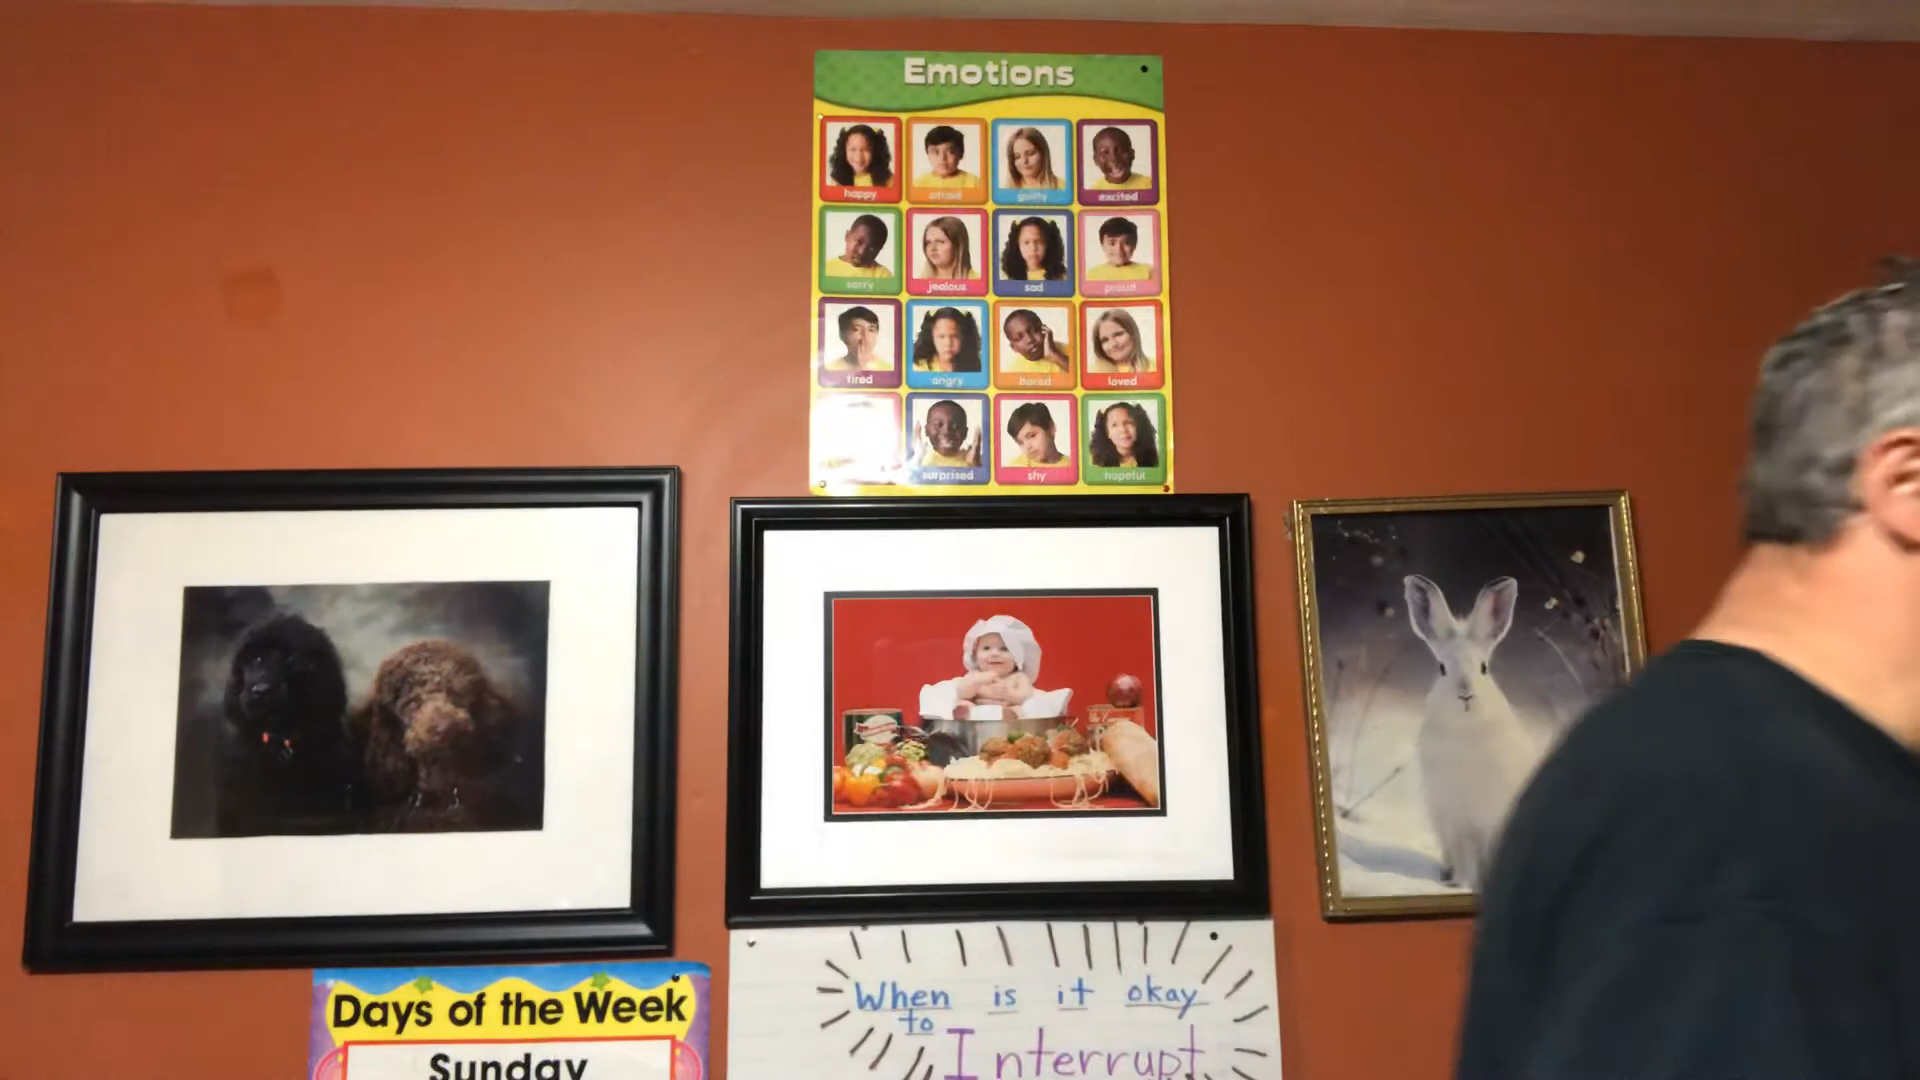 Emotions
happy afraid guilty excited
sorry jealous sad proud
tired angry bored loved
surprised shy hopeful
Days of the Week
Sunday
When is it okay
to
Interrupt